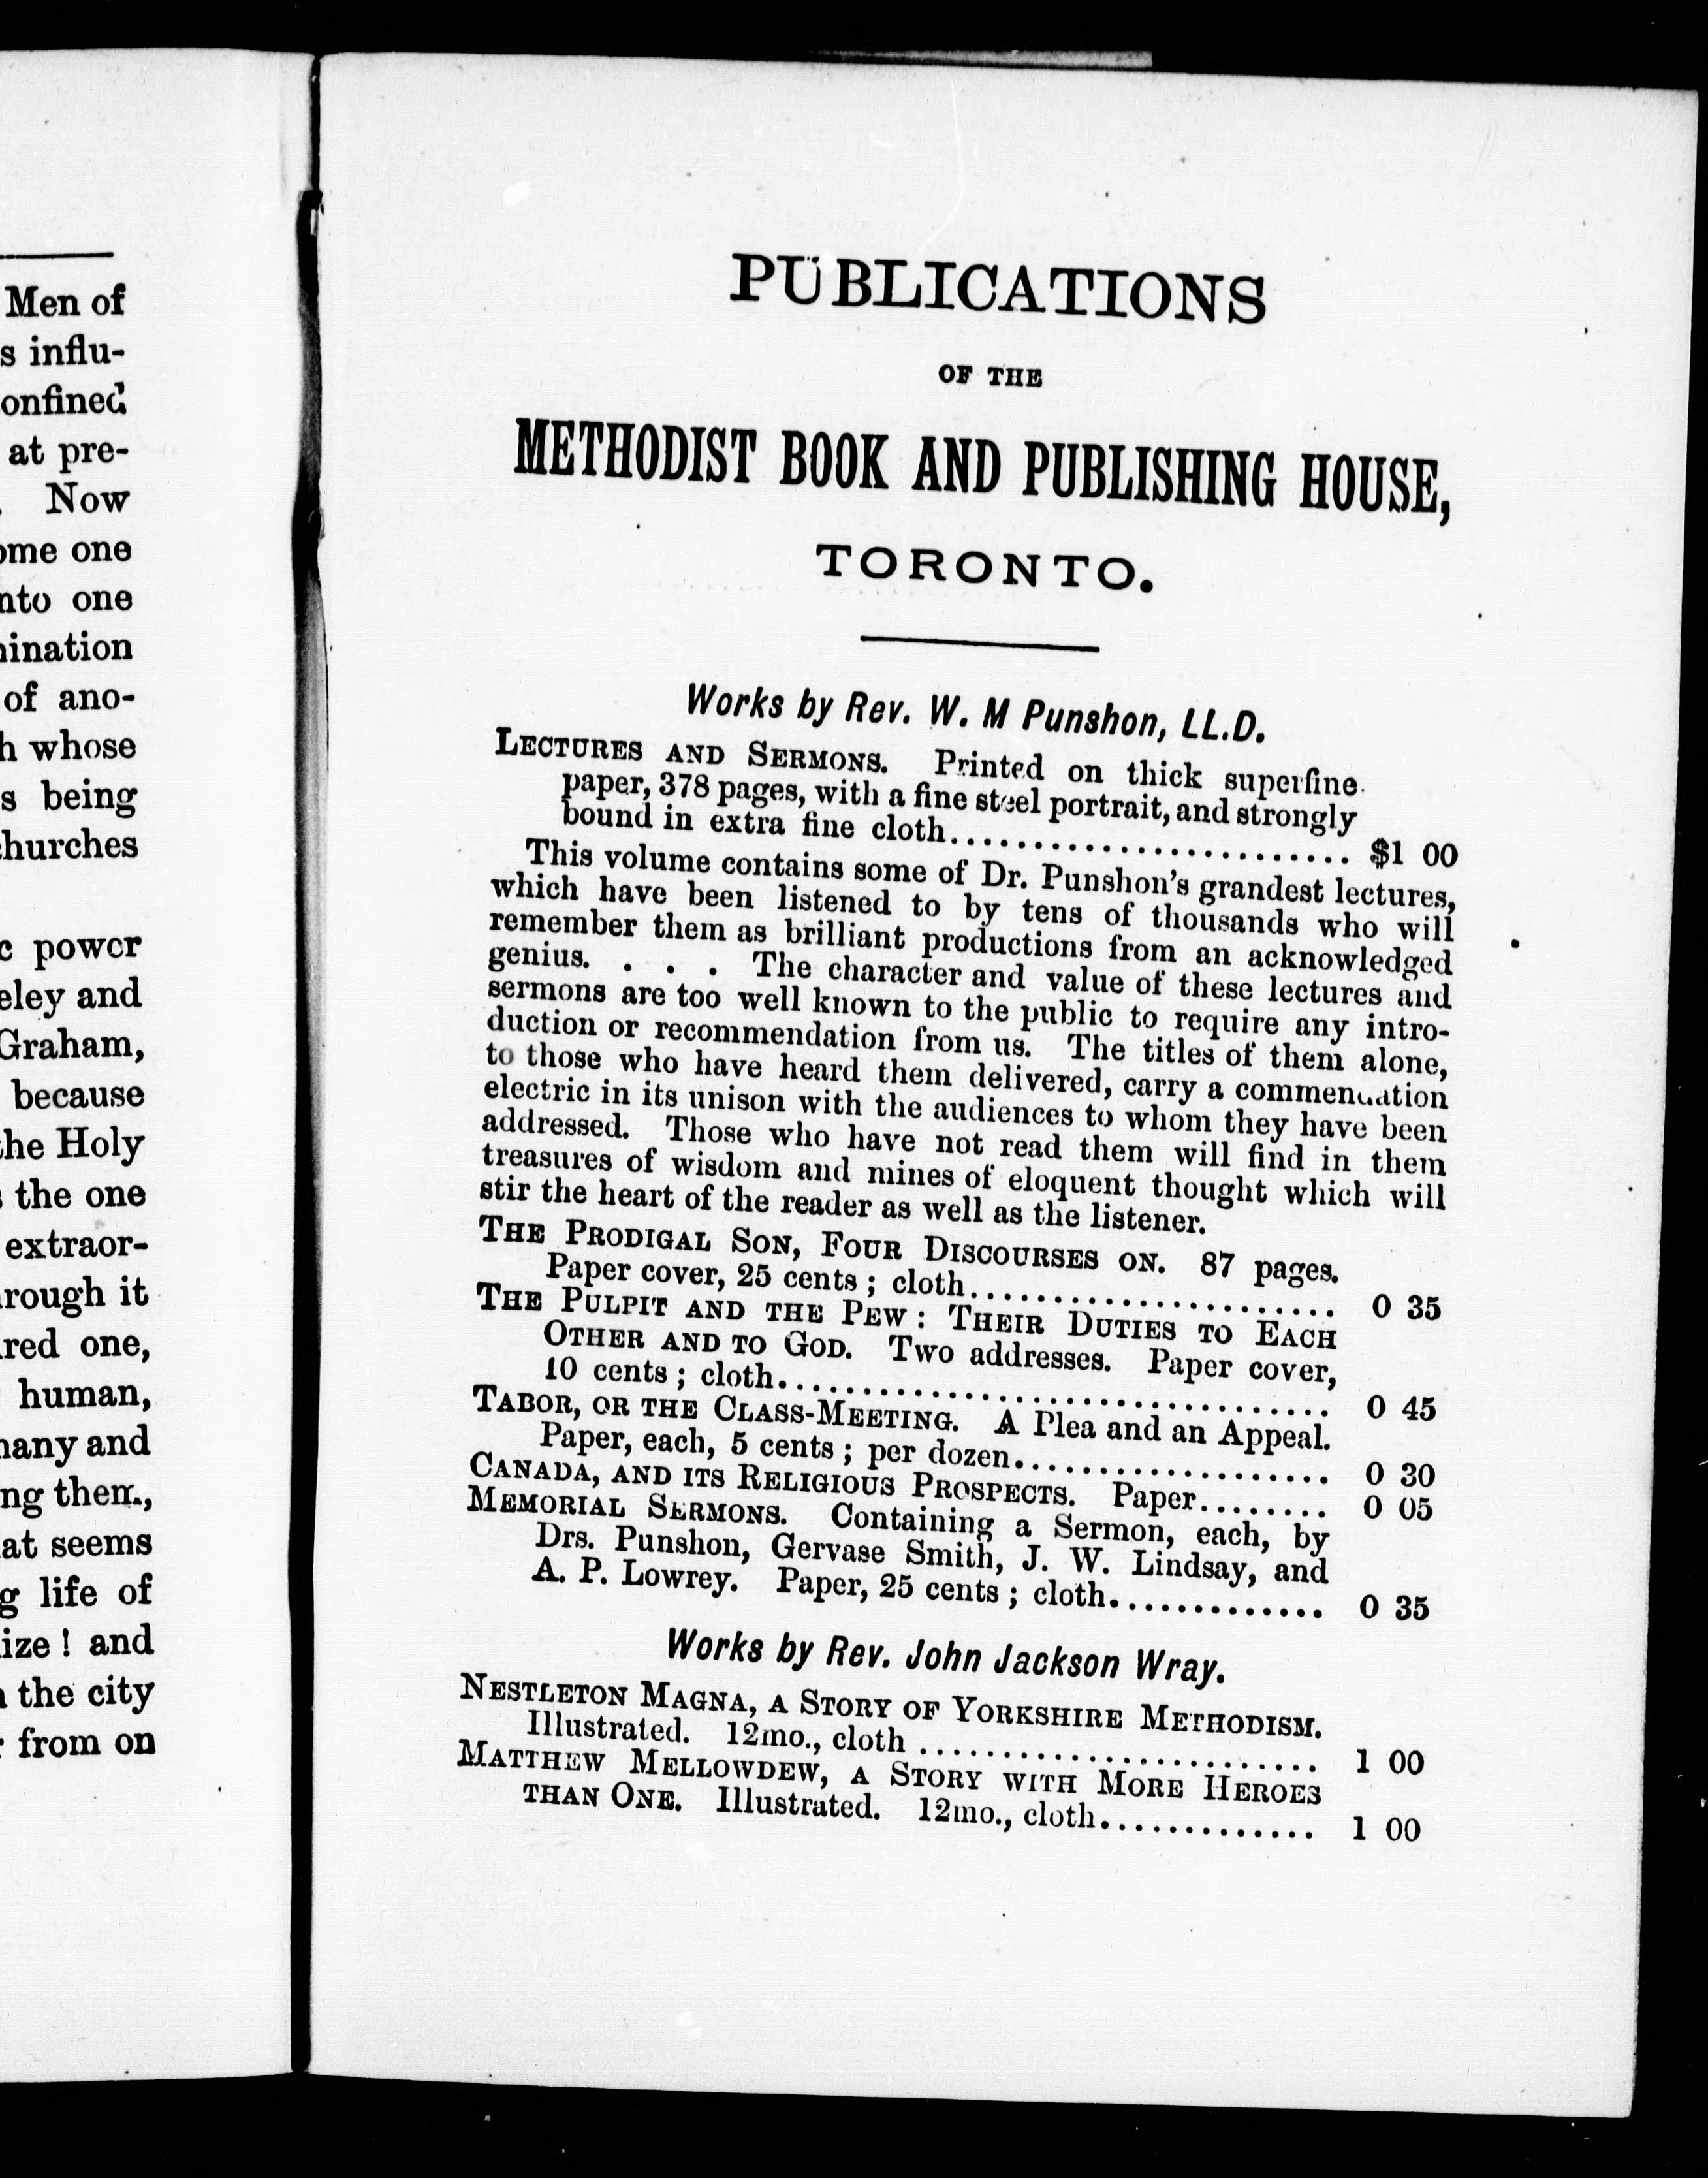 Men of
s influ-
onfined
at pre-
. Now
ome one
nto one
ination
of ano-
h whose
s being
hurches
c power
eley and
Graham,
because
the Holy
the one
extraor-
rough it
red one,
human,
nany and
ng them,
at seems
g life of
ize! and
the city
from on
PUBLICATIONS
OF THE
METHODIST BOOK AND PUBLISHING HOUSE,
TORONTO.
Works by Rev. W. M Punshon, LL.D.
LECTURES AND SERMONS. Printed on thick superfine
paper, 378 pages, with a fine steel portrait, and strongly
bound in extra fine cloth........................ $1 00
This volume contains some of Dr. Punshon's grandest lectures,
which have been listened to by tens of thousands who will
remember them as brilliant productions from an acknowledged
genius. . . . The character and value of these lectures and
sermons are too well known to the public to require any intro-
duction or recommendation from us. The titles of them alone,
to those who have heard them delivered, carry a commendation
electric in its unison with the audiences to whom they have been
addressed. Those who have not read them will find in them
treasures of wisdom and mines of eloquent thought which will
stir the heart of the reader as well as the listener.
THE PRODIGAL SON, FOUR DISCOURSES ON. 87 pages.
Paper cover, 25 cents; cloth...................... 0 35
THE PULPIT AND THE PEW: THEIR DUTIES TO EACH
OTHER AND TO GOD. Two addresses. Paper cover,
10 cents; cloth................................. 0 45
TABOR, OR THE CLASS-MEETING. A Plea and an Appeal.
Paper, each, 5 cents; per dozen................... 0 30
CANADA, AND ITS RELIGIOUS PROSPECTS. Paper........ 0 05
MEMORIAL SERMONS. Containing a Sermon, each, by
Drs. Punshon, Gervase Smith, J. W. Lindsay, and
A. P. Lowrey. Paper, 25 cents; cloth............. 0 35
Works by Rev. John Jackson Wray.
NESTLETON MAGNA, A STORY OF YORKSHIRE METHODISM.
Illustrated. 12mo., cloth ........................ 1 00
MATTHEW MELLOWDEW, A STORY WITH MORE HEROES
THAN ONE. Illustrated. 12mo., cloth............. 1 00